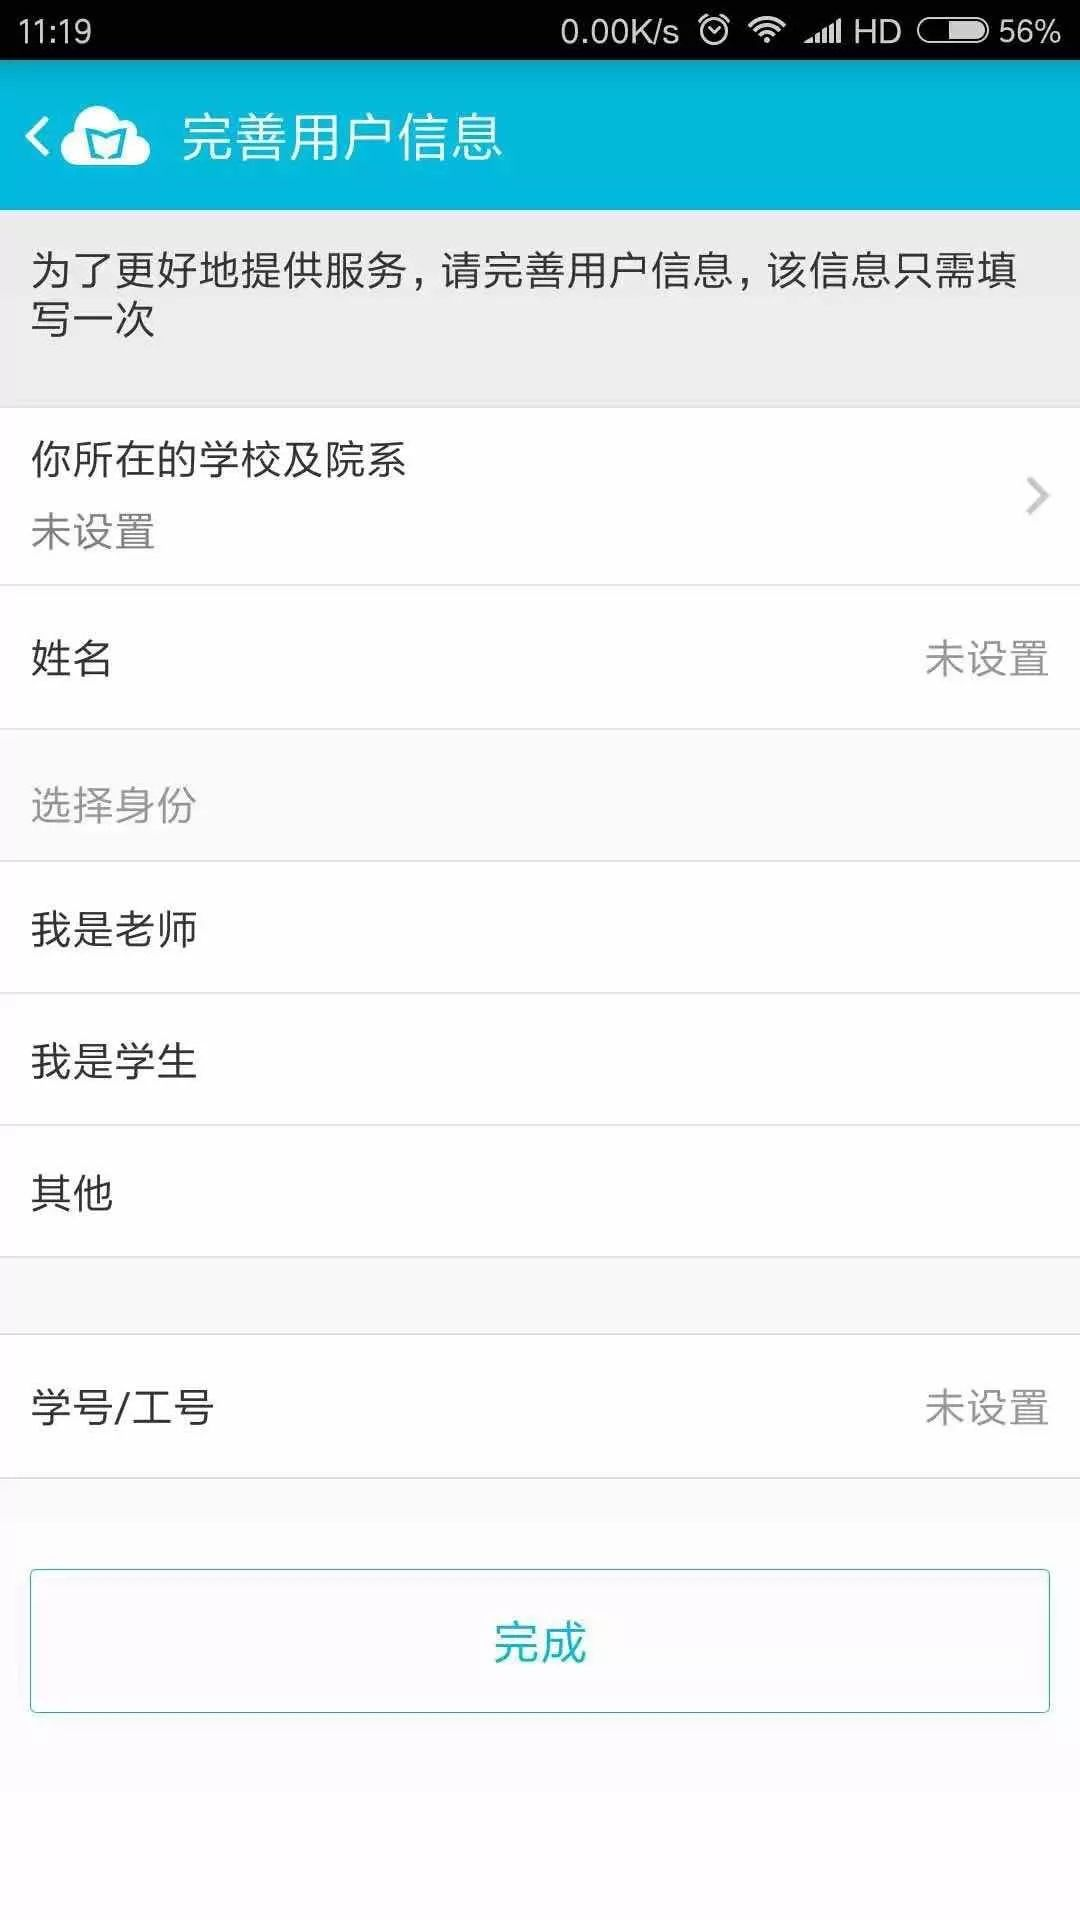 11:19 0.00K/s HD 56%
完善用户信息
为了更好地提供服务，请完善用户信息，该信息只需填
写一次
你所在的学校及院系
未设置
姓名 未设置
选择身份
我是老师
我是学生
其他
学号/工号 未设置
完成